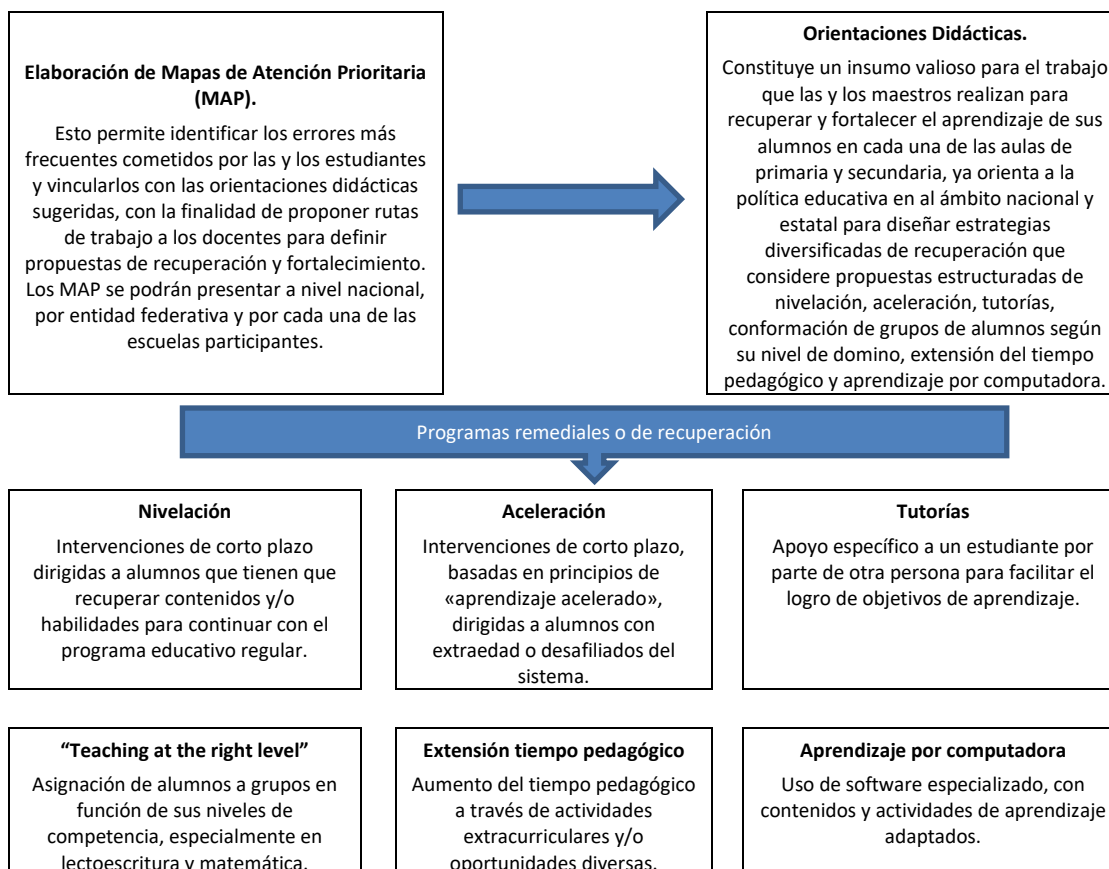 Elaboración de Mapas de Atención Prioritaria
(MAP).
Esto permite identificar los errores más
frecuentes cometidos por las y los estudiantes
y vincularlos con las orientaciones didácticas
sugeridas, con la finalidad de proponer rutas
de trabajo a los docentes para definir
propuestas de recuperación y fortalecimiento.
Los MAP se podrán presentar a nivel nacional,
por entidad federativa y por cada una de las
escuelas participantes.
Orientaciones Didácticas.
Constituye un insumo valioso para el trabajo
que las y los maestros realizan para
recuperar y fortalecer el aprendizaje de sus
alumnos en cada una de las aulas de
primaria y secundaria, ya orienta a la
política educativa en al ámbito nacional y
estatal para diseñar estrategias
diversificadas de recuperación que
considere propuestas estructuradas de
nivelación, aceleración, tutorías,
conformación de grupos de alumnos según
su nivel de domino, extensión del tiempo
pedagógico y aprendizaje por computadora.
Programas remediales o de recuperación
Nivelación
Intervenciones de corto plazo
dirigidas a alumnos que tienen que
recuperar contenidos y/o
habilidades para continuar con el
programa educativo regular.
Aceleración
Intervenciones de corto plazo,
basadas en principios de
«aprendizaje acelerado»,
dirigidas a alumnos con
extraedad o desafiliados del
sistema.
Tutorías
Apoyo específico a un estudiante por
parte de otra persona para facilitar el
logro de objetivos de aprendizaje.
“Teaching at the right level”
Asignación de alumnos a grupos en
función de sus niveles de
competencia, especialmente en
lectoescritura y matemática.
Extensión tiempo pedagógico
Aumento del tiempo pedagógico
a través de actividades
extracurriculares y/o
oportunidades diversas.
Aprendizaje por computadora
Uso de software especializado, con
contenidos y actividades de aprendizaje
adaptados.